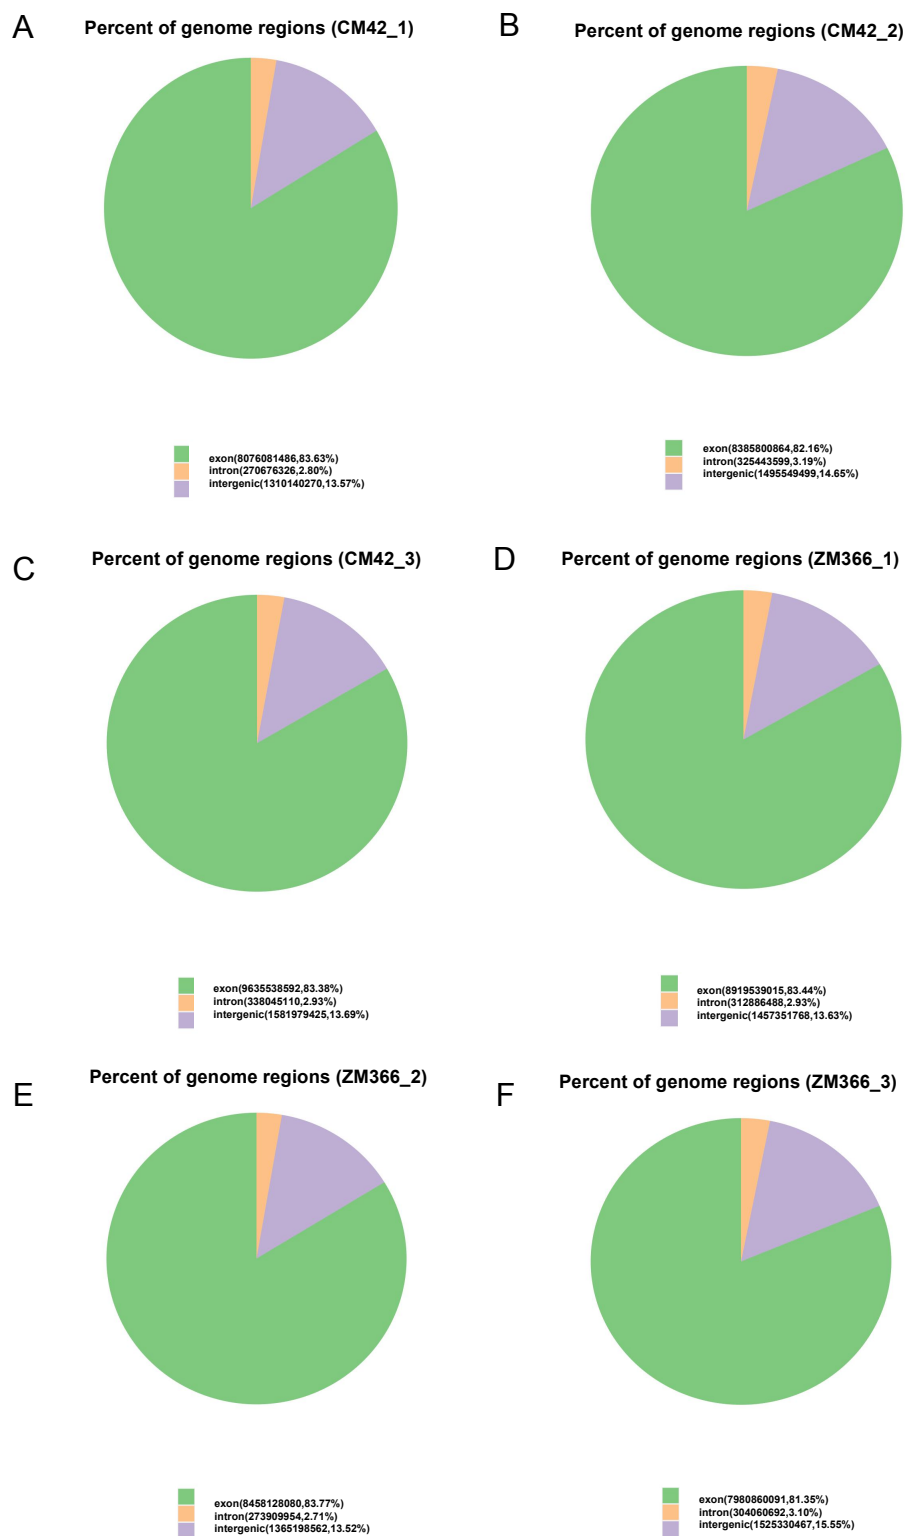 A
Percent of genome regions (CM42_1)
exon(8076081486,83.63%)
intron(270676326,2.80%)
intergenic(1310140270,13.57%)
B
Percent of genome regions (CM42_2)
exon(8385800864,82.16%)
intron(325443599,3.19%)
intergenic(1495549499,14.65%)
C
Percent of genome regions (CM42_3)
exon(9635538592,83.38%)
intron(338045110,2.93%)
intergenic(1581979425,13.69%)
D
Percent of genome regions (ZM366_1)
exon(8919539015,83.44%)
intron(312886488,2.93%)
intergenic(1457351768,13.63%)
E
Percent of genome regions (ZM366_2)
exon(8458128080,83.77%)
intron(273909954,2.71%)
intergenic(1365198562,13.52%)
F
Percent of genome regions (ZM366_3)
exon(7980860091,81.35%)
intron(304060692,3.10%)
intergenic(1525330467,15.55%)